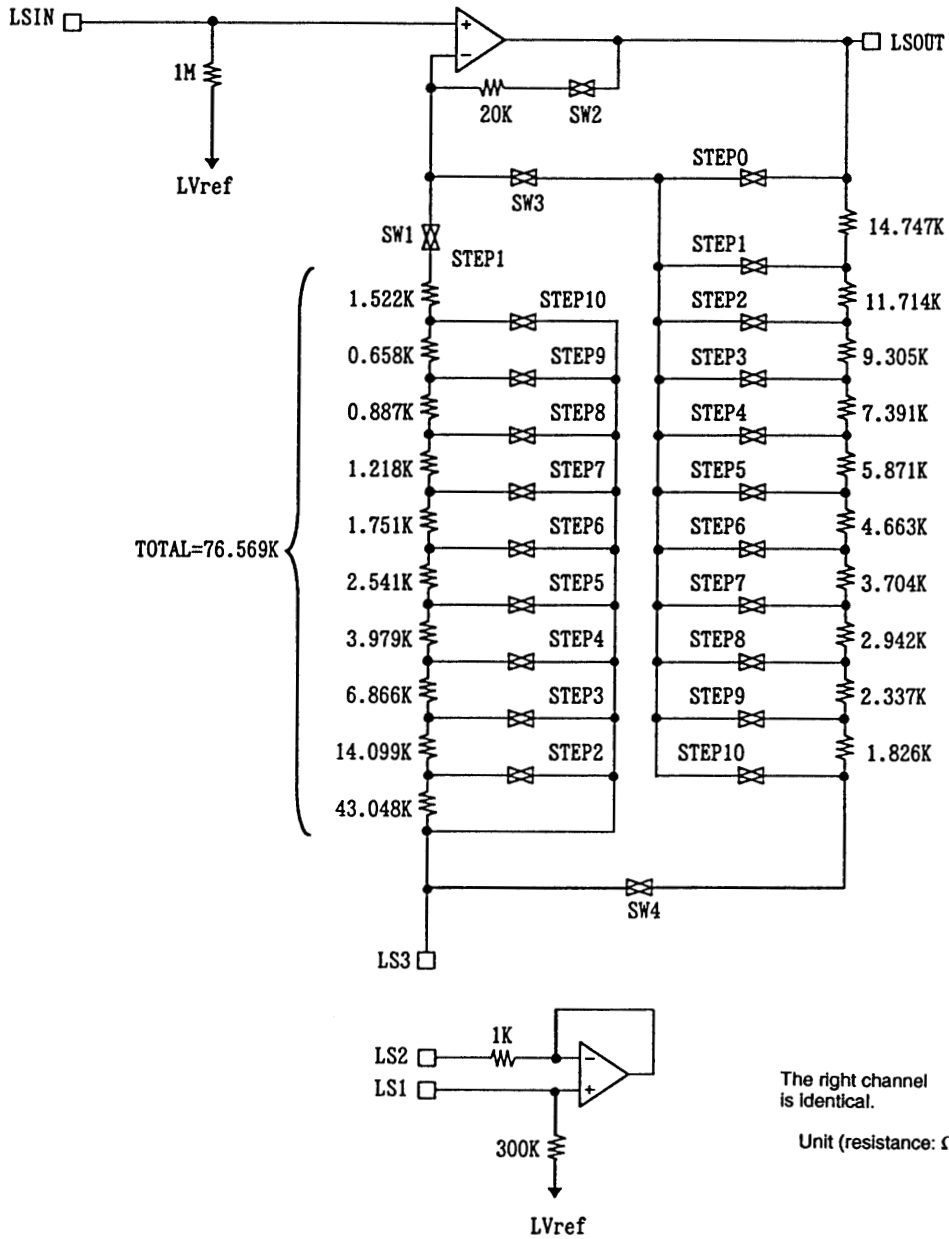 LSIN
LSOUT
1M
20K
SW2
LVref
STEP0
SW3
14.747K
SW1
STEP1
STEP1
1.522K
STEP10
STEP2
11.714K
0.658K
STEP9
STEP3
9.305K
0.887K
STEP8
STEP4
7.391K
1.218K
STEP7
STEP5
5.871K
1.751K
STEP6
STEP6
4.663K
TOTAL=76.569K
2.541K
STEP5
STEP7
3.704K
3.979K
STEP4
STEP8
2.942K
6.866K
STEP3
STEP9
2.337K
14.099K
STEP2
STEP10
1.826K
43.048K
SW4
LS3
1K
LS2
LS1
300K
LVref
The right channel
is identical.
Unit (resistance: Ω